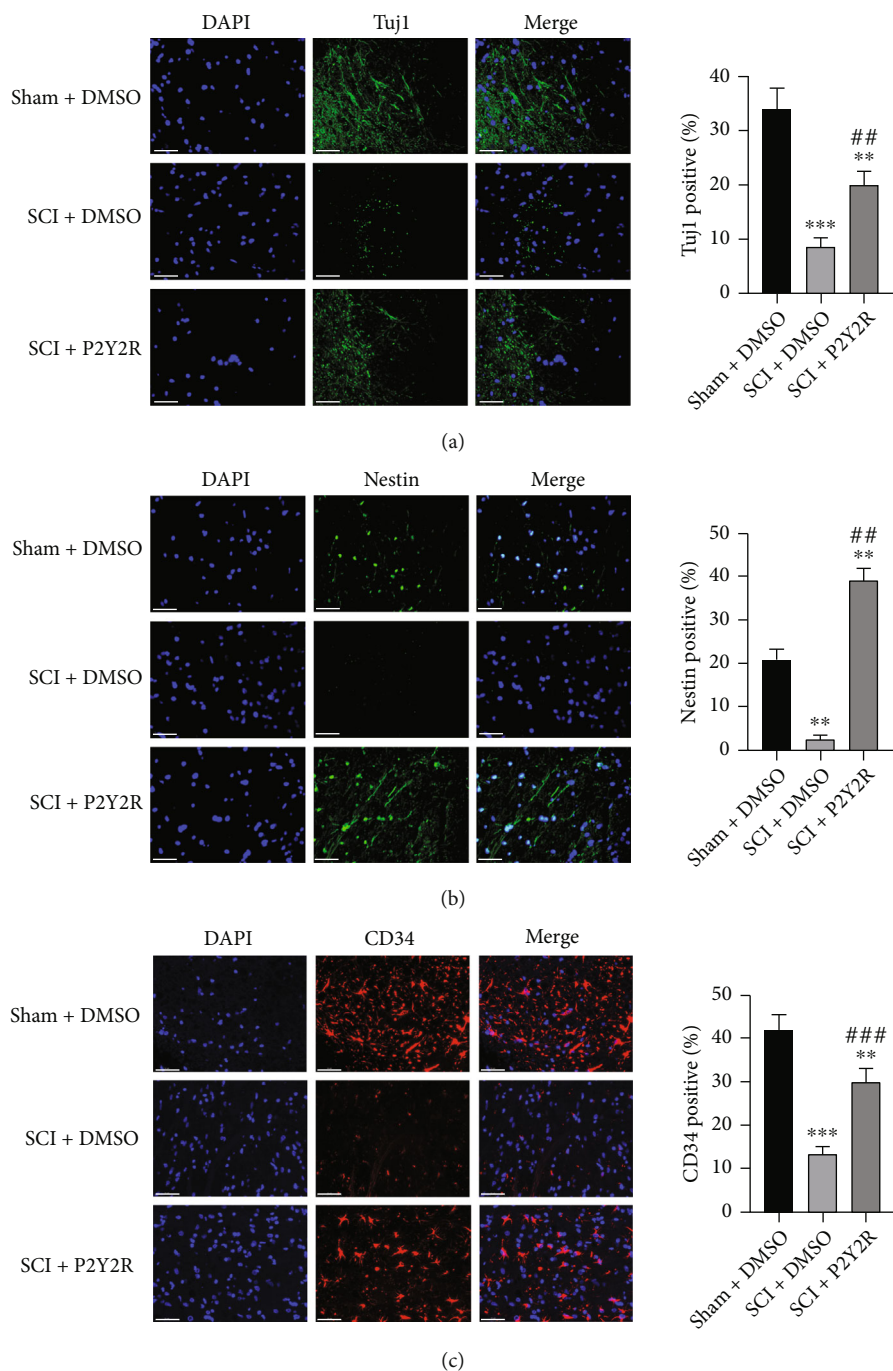 DAPI Tuj1 Merge
Sham + DMSO
SCI + DMSO
SCI + P2Y2R
40
30
20
10
0
Tuj1 positive (%)
***
##
**
Sham + DMSO
SCI + DMSO
SCI + P2Y2R
(a)
DAPI Nestin Merge
Sham + DMSO
SCI + DMSO
SCI + P2Y2R
50
40
30
20
10
0
Nestin positive (%)
**
##
**
Sham + DMSO
SCI + DMSO
SCI + P2Y2R
(b)
DAPI CD34 Merge
Sham + DMSO
SCI + DMSO
SCI + P2Y2R
50
40
30
20
10
0
CD34 positive (%)
***
###
**
Sham + DMSO
SCI + DMSO
SCI + P2Y2R
(c)